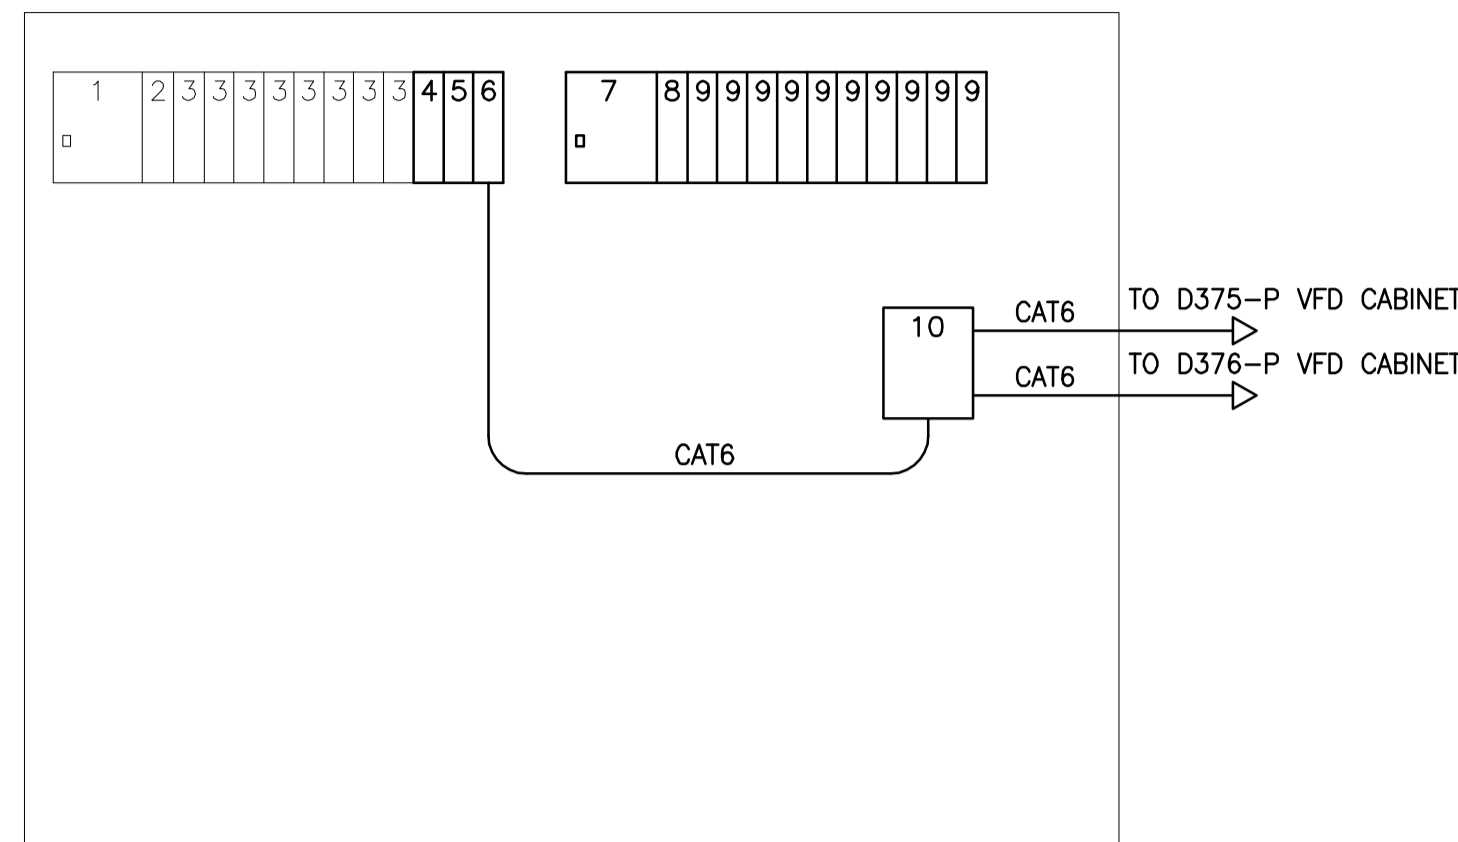 1 2 3 3 3 3 3 3 3 3 4 5 6 7 8 9 9 9 9 9 9 9 9 9 9
TO D375-P VFD CABINET
CAT6
10
TO D376-P VFD CABINET
CAT6
CAT6